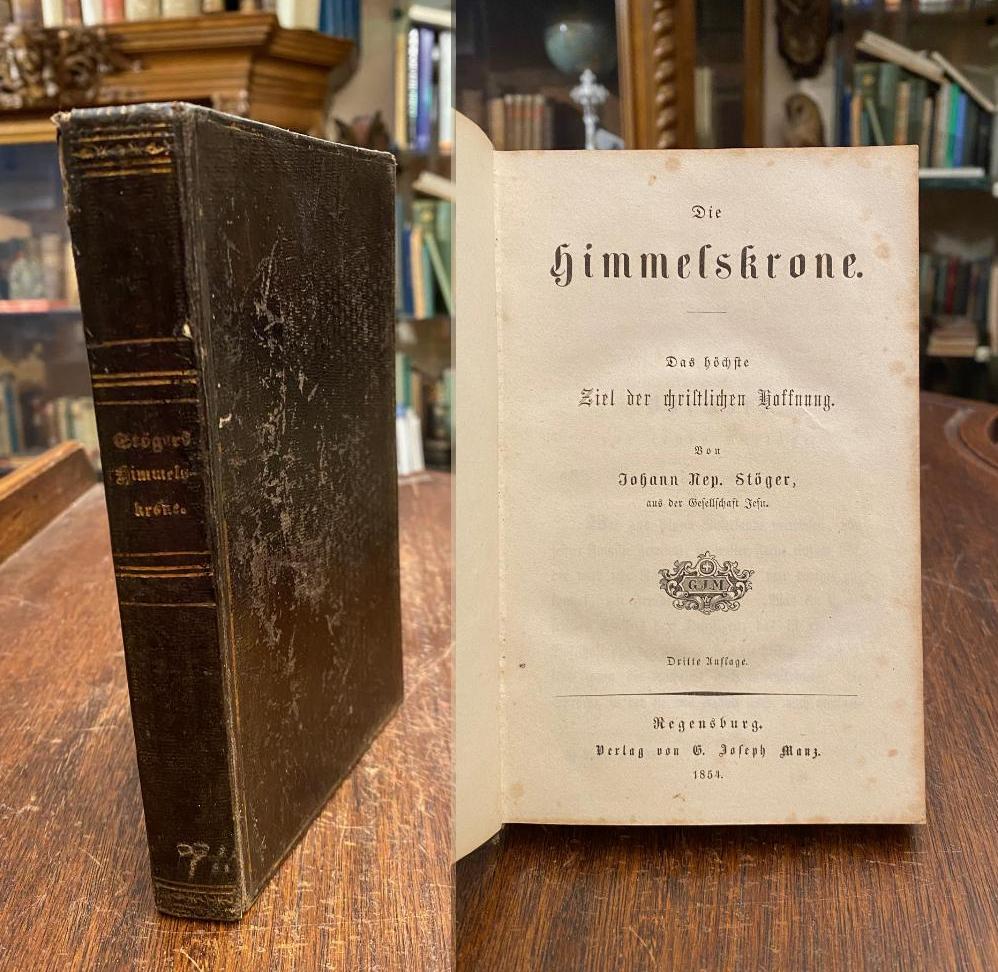 Stögers
Himmels-
krone.
Die
Himmelskrone.
Das höchste
Ziel der christlichen Hoffnung.
Von
Johann Nep. Stöger,
aus der Gesellschaft Jesu.
G.J.M.
Dritte Auflage.
Regensburg.
Verlag von G. Joseph Manz.
1854.